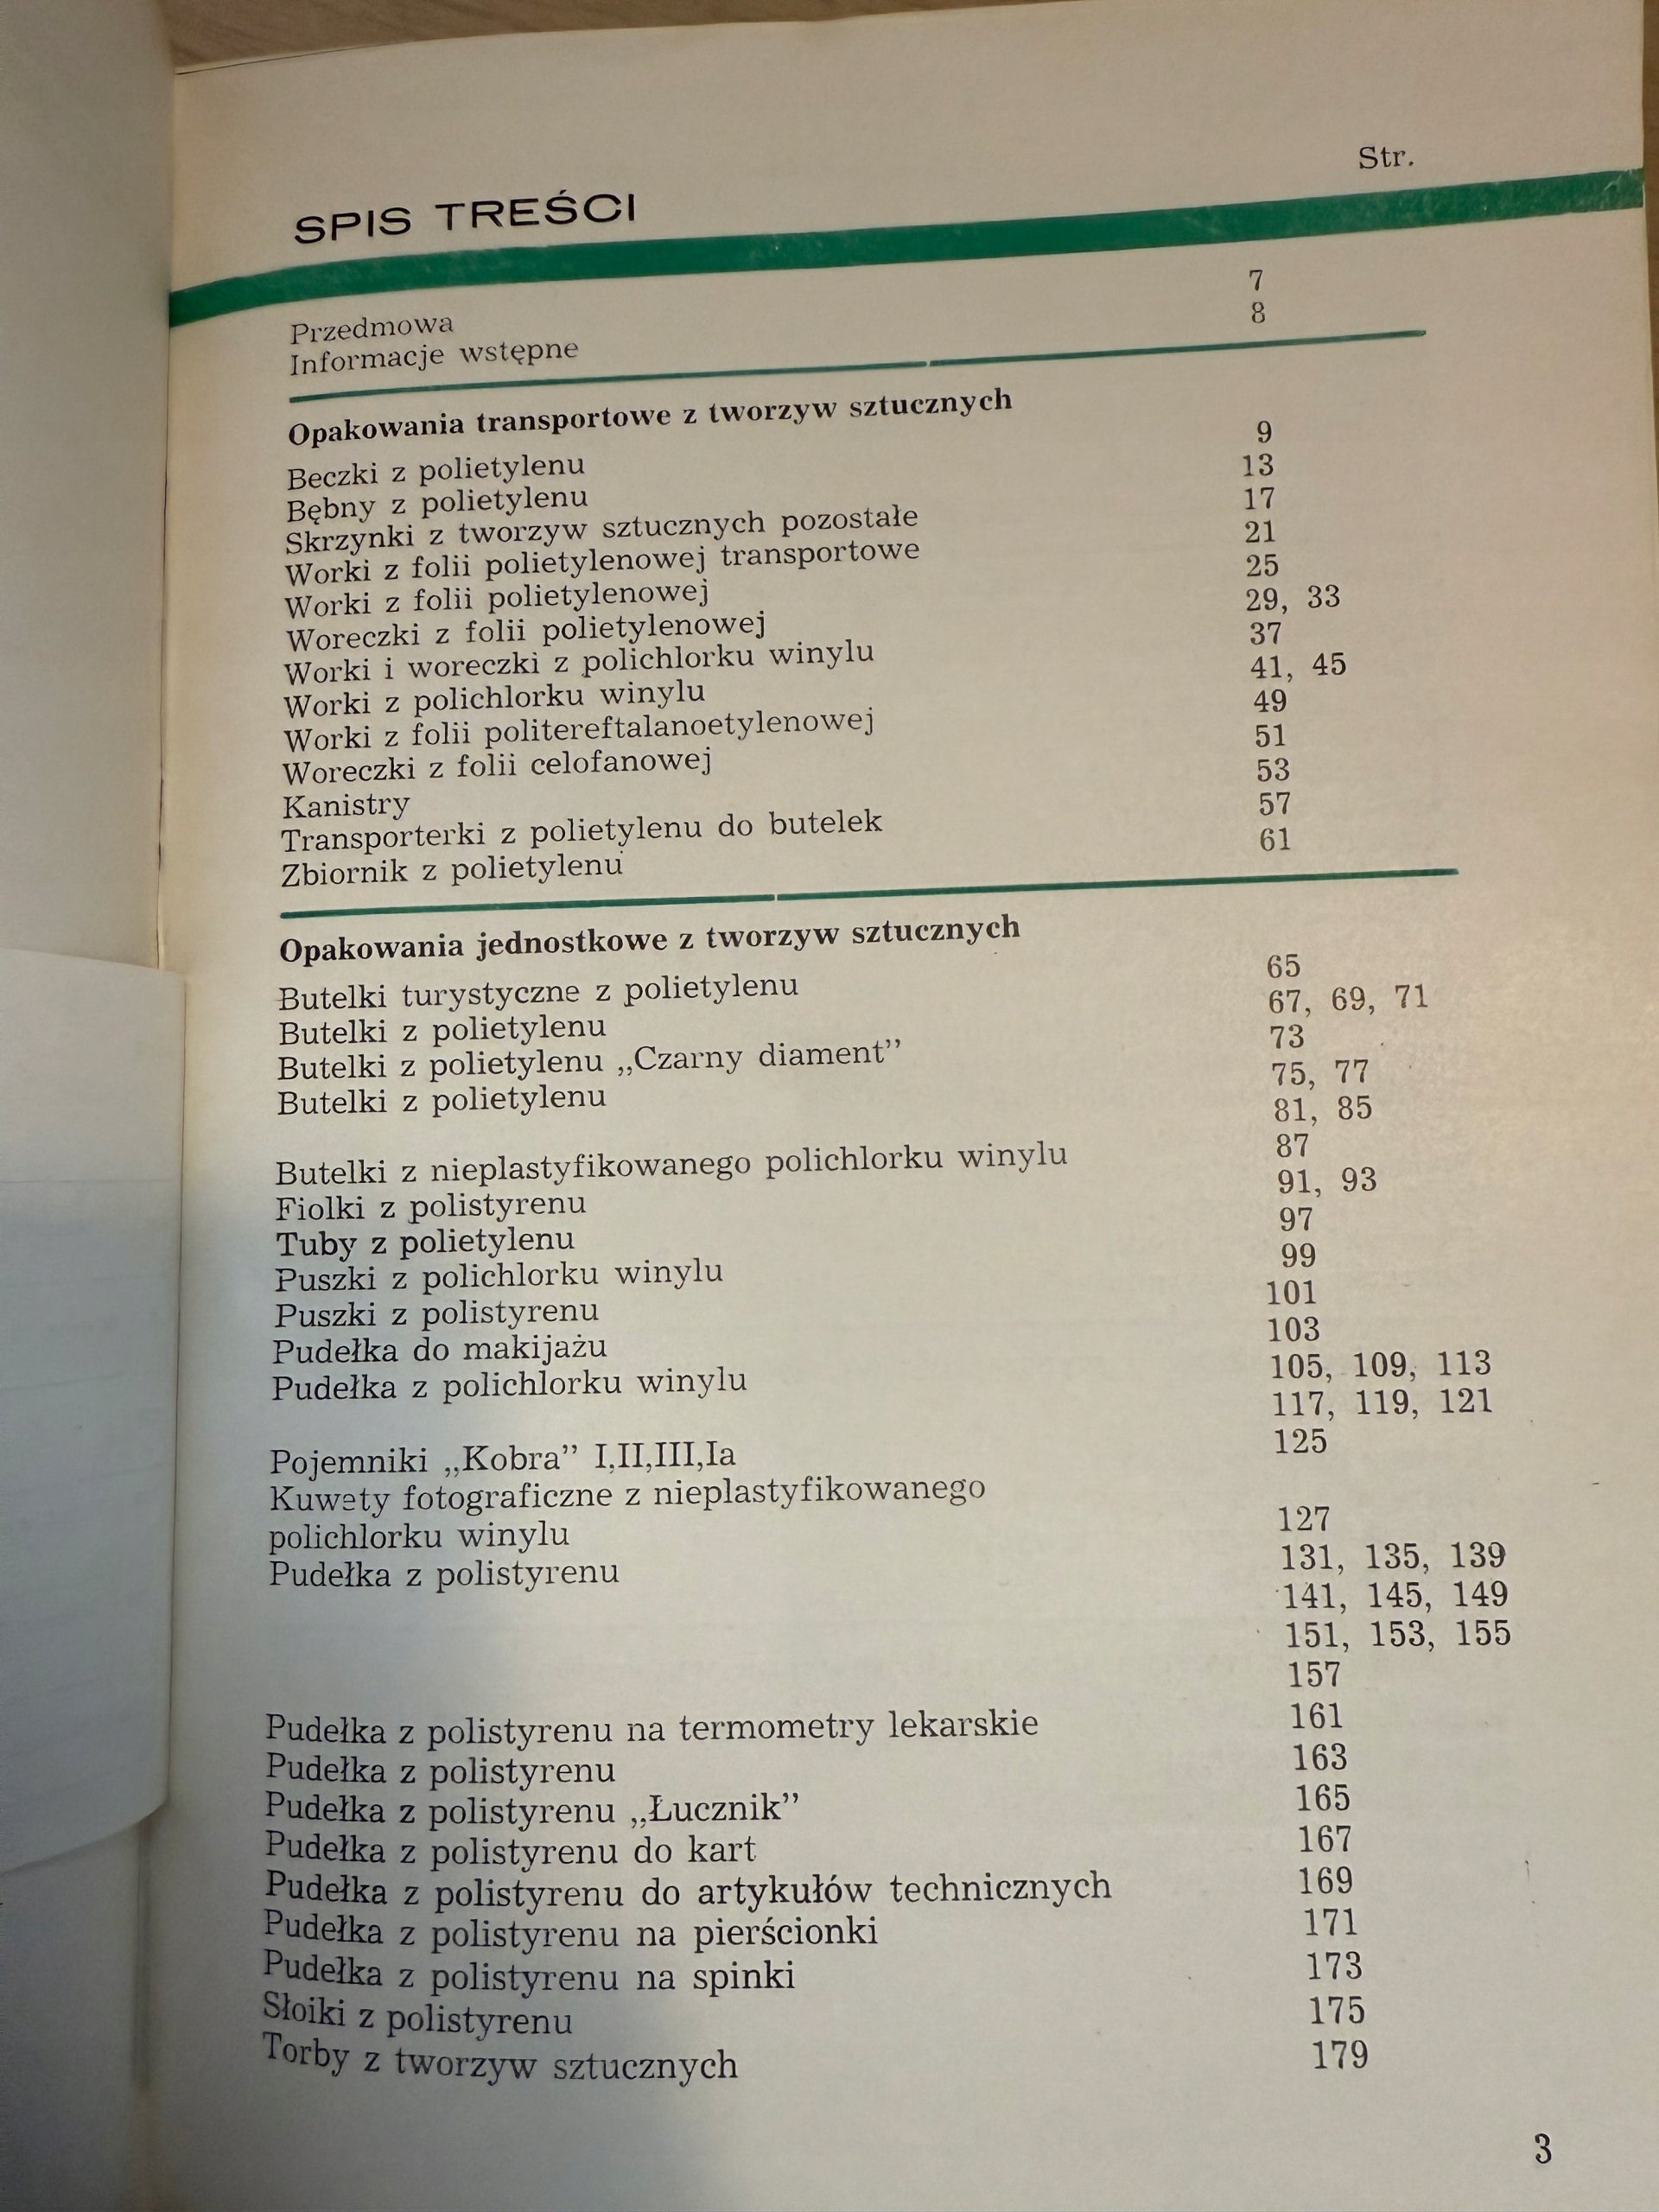 Str.
SPIS TREŚCI
Przedmowa 7
Informacje wstępne 8
Opakowania transportowe z tworzyw sztucznych
Beczki z polietylenu 9
Bębny z polietylenu 13
Skrzynki z tworzyw sztucznych pozostałe 17
Worki z folii polietylenowej transportowe 21
Worki z folii polietylenowej 25
Woreczki z folii polietylenowej 29, 33
Worki i woreczki z polichlorku winylu 37
Worki z polichlorku winylu 41, 45
Worki z folii politereftalanoetylenowej 49
Woreczki z folii celofanowej 51
Kanistry 53
Transporterki z polietylenu do butelek 57
Zbiornik z polietylenu 61
Opakowania jednostkowe z tworzyw sztucznych
Butelki turystyczne z polietylenu 65
Butelki z polietylenu 67, 69, 71
Butelki z polietylenu „Czarny diament” 73
Butelki z polietylenu 75, 77
81, 85
Butelki z nieplastyfikowanego polichlorku winylu 87
Fiolki z polistyrenu 91, 93
Tuby z polietylenu 97
Puszki z polichlorku winylu 99
Puszki z polistyrenu 101
Pudełka do makijażu 103
Pudełka z polichlorku winylu 105, 109, 113
117, 119, 121
Pojemniki „Kobra” I,II,III,Ia 125
Kuwety fotograficzne z nieplastyfikowanego
polichlorku winylu 127
Pudełka z polistyrenu 131, 135, 139
141, 145, 149
151, 153, 155
157
Pudełka z polistyrenu na termometry lekarskie 161
Pudełka z polistyrenu 163
Pudełka z polistyrenu „Łucznik” 165
Pudełka z polistyrenu do kart 167
Pudełka z polistyrenu do artykułów technicznych 169
Pudełka z polistyrenu na pierścionki 171
Pudełka z polistyrenu na spinki 173
Słoiki z polistyrenu 175
Torby z tworzyw sztucznych 179
3